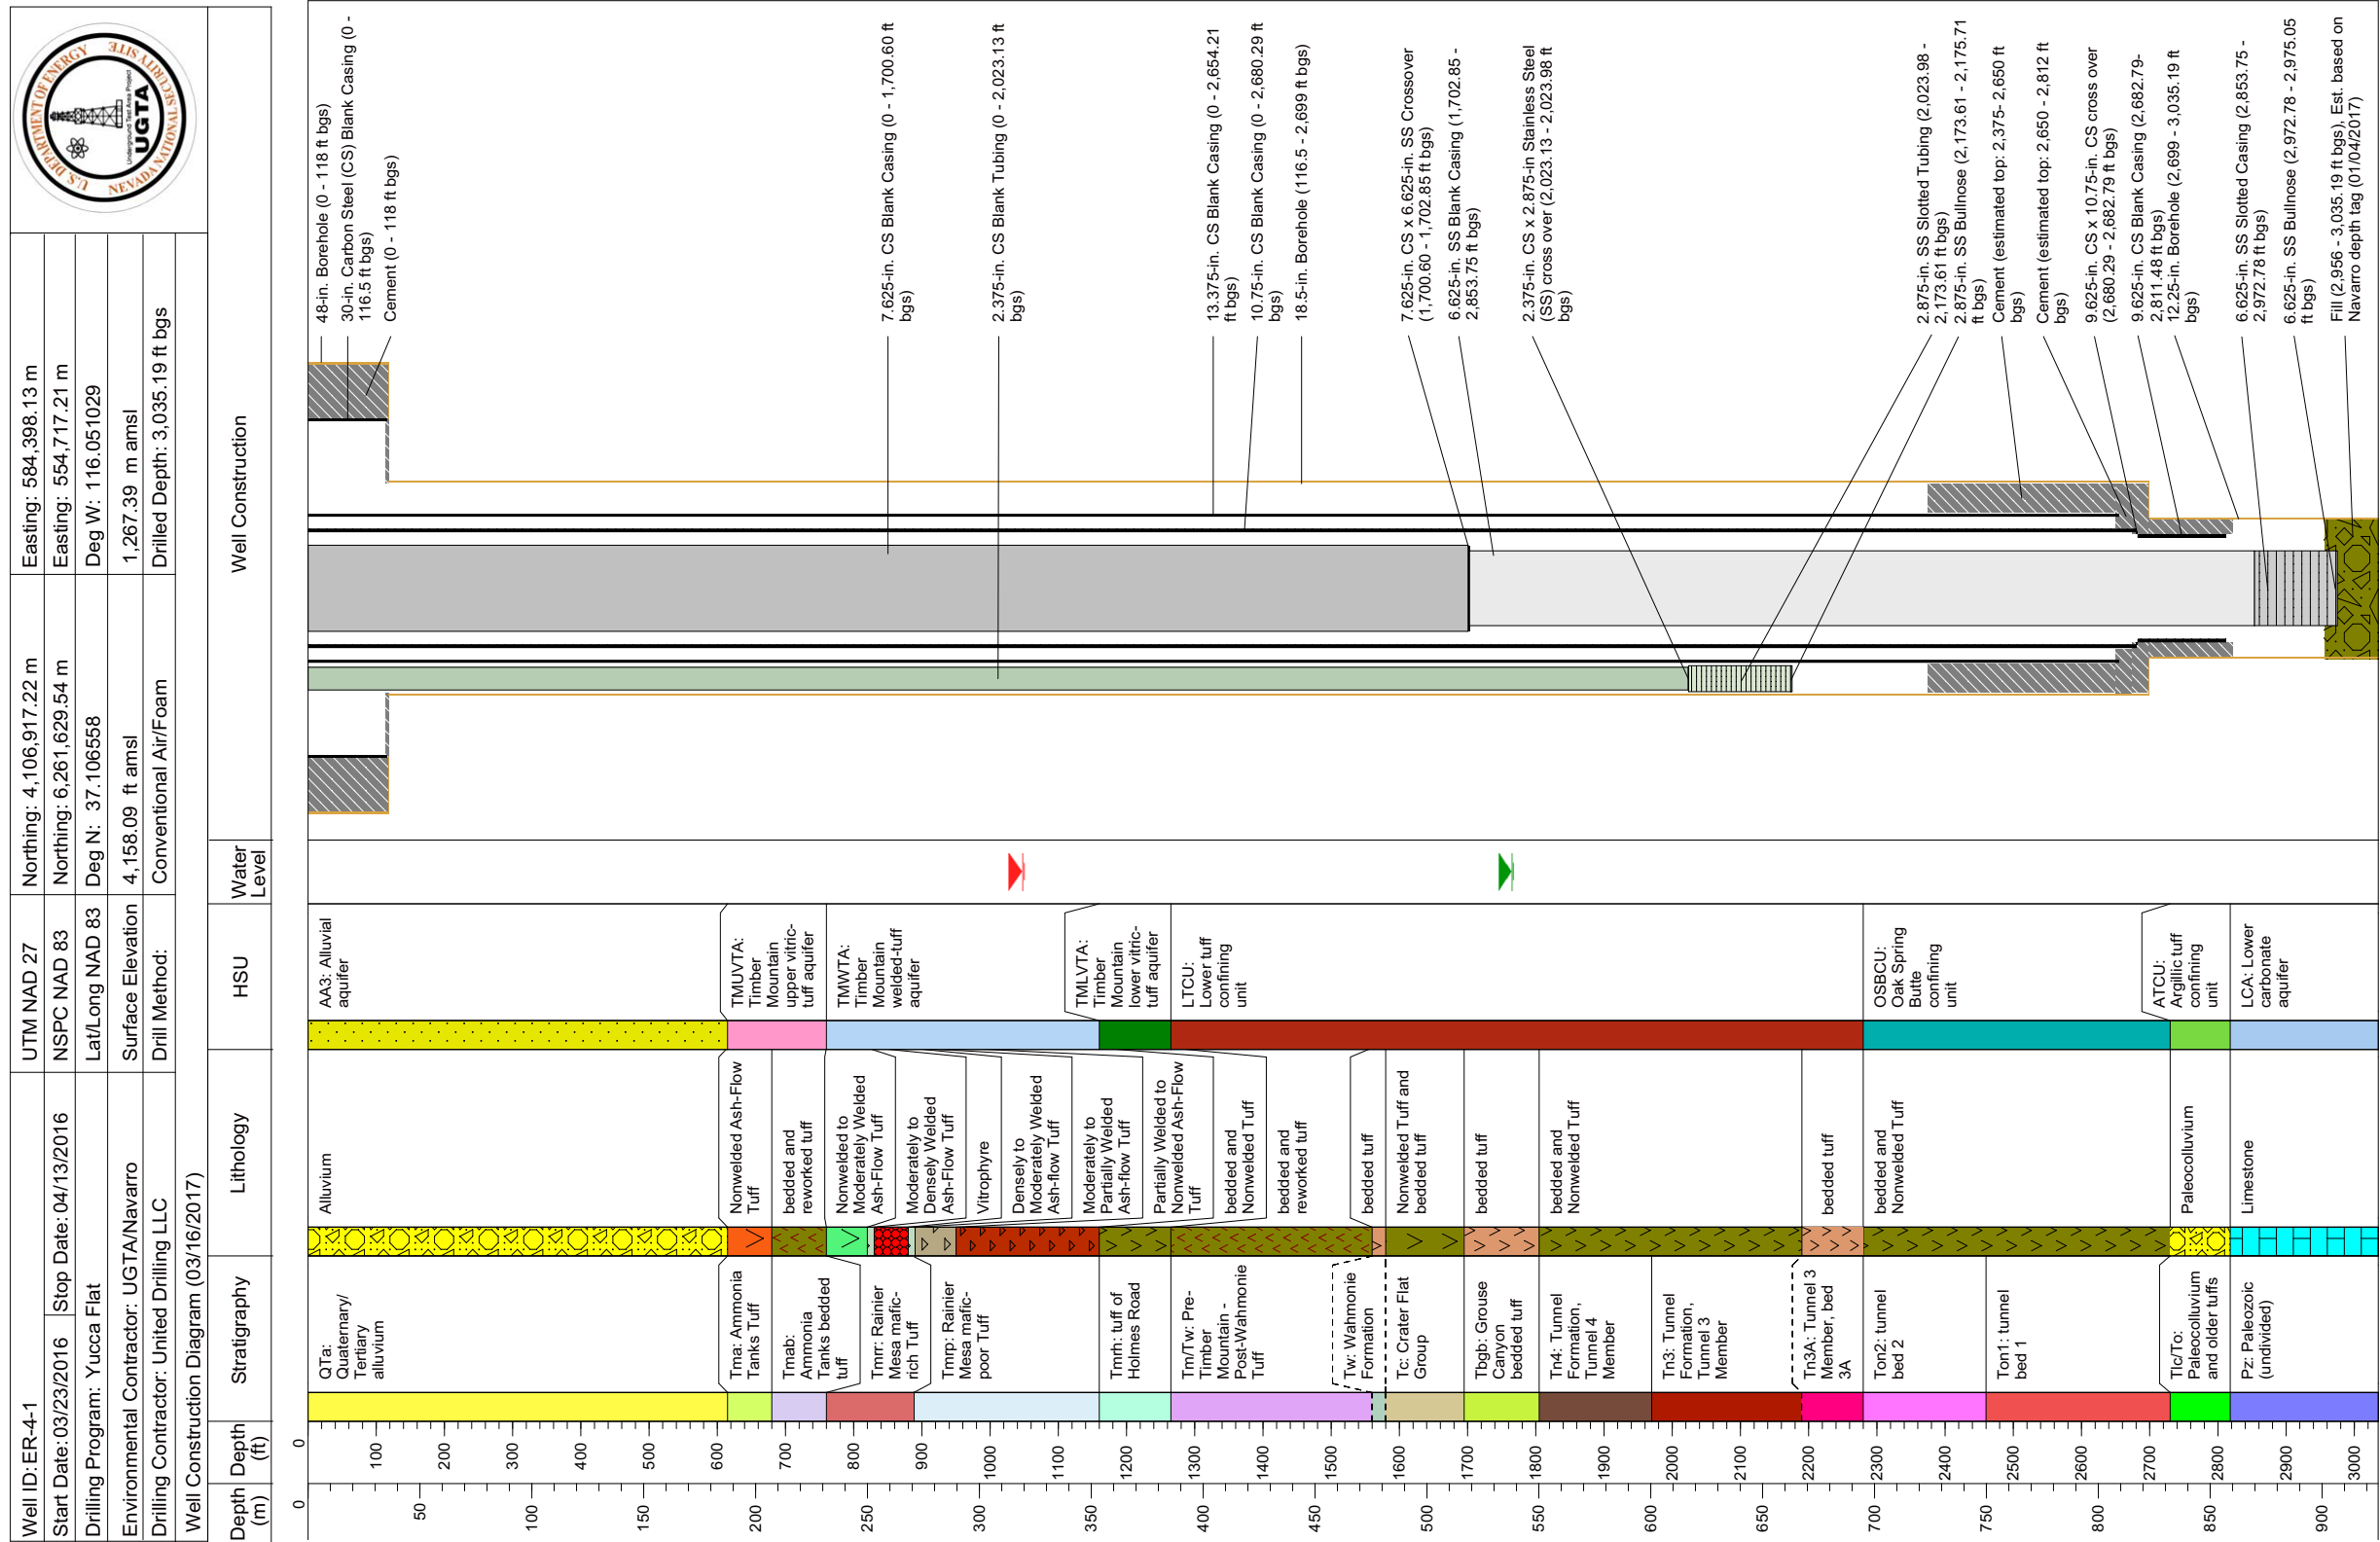 Well ID: ER-4-1
UTM NAD 27
Northing: 4,106,917.22 m
Easting: 584,398.13 m
Start Date: 03/23/2016
Stop Date: 04/13/2016
NSPC NAD 83
Northing: 6,261,629.54 m
Easting: 554,717.21 m
Drilling Program: Yucca Flat
Lat/Long NAD 83
Deg N: 37.106558
Deg W: 116.051029
Environmental Contractor: UGTA/Navarro
Surface Elevation
4,158.09 ft amsl
1,267.39 m amsl
Drilling Contractor: United Drilling LLC
Drill Method:
Conventional Air/Foam
Drilled Depth: 3,035.19 ft bgs
Well Construction Diagram (03/16/2017)
U.S. DEPARTMENT OF ENERGY
NEVADA NATIONAL SECURITY SITE
Underground Test Area Project
UGTA
Depth
(m)
Depth
(ft)
Stratigraphy
Lithology
HSU
Water
Level
Well Construction
0
50
100
150
200
250
300
350
400
450
500
550
600
650
700
750
800
850
900
0
100
200
300
400
500
600
700
800
900
1000
1100
1200
1300
1400
1500
1600
1700
1800
1900
2000
2100
2200
2300
2400
2500
2600
2700
2800
2900
3000
QTa:
Quaternary/
Tertiary
alluvium
Tma: Ammonia
Tanks Tuff
Tmab:
Ammonia
Tanks bedded
tuff
Tmrr: Rainier
Mesa mafic-
rich Tuff
Tmrp: Rainier
Mesa mafic-
poor Tuff
Tmrh: tuff of
Holmes Road
Tm/Tw: Pre-
Timber
Mountain -
Post-Wahmonie
Tuff
Tw: Wahmonie
Formation
Tc: Crater Flat
Group
Tbgb: Grouse
Canyon
bedded tuff
Tn4: Tunnel
Formation,
Tunnel 4
Member
Tn3: Tunnel
Formation,
Tunnel 3
Member
Tn3A: Tunnel 3
Member, bed
3A
Ton2: tunnel
bed 2
Ton1: tunnel
bed 1
Tlc/To:
Paleocolluvium
and older tuffs
Pz: Paleozoic
(undivided)
Alluvium
Nonwelded Ash-Flow
Tuff
bedded and
reworked tuff
Nonwelded to
Moderately Welded
Ash-Flow Tuff
Moderately to
Densely Welded
Ash-Flow Tuff
Vitrophyre
Densely to
Moderately Welded
Ash-flow Tuff
Moderately to
Partially Welded
Ash-flow Tuff
Partially Welded to
Nonwelded Ash-Flow
Tuff
bedded and
Nonwelded Tuff
bedded and
reworked tuff
bedded tuff
Nonwelded Tuff and
bedded tuff
bedded tuff
bedded and
Nonwelded Tuff
bedded tuff
bedded and
Nonwelded Tuff
Paleocolluvium
Limestone
AA3: Alluvial
aquifer
TMUVTA:
Timber
Mountain
upper vitric-
tuff aquifer
TMWTA:
Timber
Mountain
welded-tuff
aquifer
TMLVTA:
Timber
Mountain
lower vitric-
tuff aquifer
LTCU:
Lower tuff
confining
unit
OSBCU:
Oak Spring
Butte
confining
unit
ATCU:
Argillic tuff
confining
unit
LCA: Lower
carbonate
aquifer
48-in. Borehole (0 - 118 ft bgs)
30-in. Carbon Steel (CS) Blank Casing (0 -
116.5 ft bgs)
Cement (0 - 118 ft bgs)
7.625-in. CS Blank Casing (0 - 1,700.60 ft
bgs)
2.375-in. CS Blank Tubing (0 - 2,023.13 ft
bgs)
13.375-in. CS Blank Casing (0 - 2,654.21
ft bgs)
10.75-in. CS Blank Casing (0 - 2,680.29 ft
bgs)
18.5-in. Borehole (116.5 - 2,699 ft bgs)
7.625-in. CS x 6.625-in. SS Crossover
(1,700.60 - 1,702.85 ft bgs)
6.625-in. SS Blank Casing (1,702.85 -
2,853.75 ft bgs)
2.375-in. CS x 2.875-in Stainless Steel
(SS) cross over (2,023.13 - 2,023.98 ft
bgs)
2.875-in. SS Slotted Tubing (2,023.98 -
2,173.61 ft bgs)
2.875-in. SS Bullnose (2,173.61 - 2,175.71
ft bgs)
Cement (estimated top: 2,375- 2,650 ft
bgs)
Cement (estimated top: 2,650 - 2,812 ft
bgs)
9.625-in. CS x 10.75-in. CS cross over
(2,680.29 - 2,682.79 ft bgs)
9.625-in. CS Blank Casing (2,682.79-
2,811.48 ft bgs)
12.25-in. Borehole (2,699 - 3,035.19 ft
bgs)
6.625-in. SS Slotted Casing (2,853.75 -
2,972.78 ft bgs)
6.625-in. SS Bullnose (2,972.78 - 2,975.05
ft bgs)
Fill (2,956 - 3,035.19 ft bgs), Est. based on
Navarro depth tag (01/04/2017)